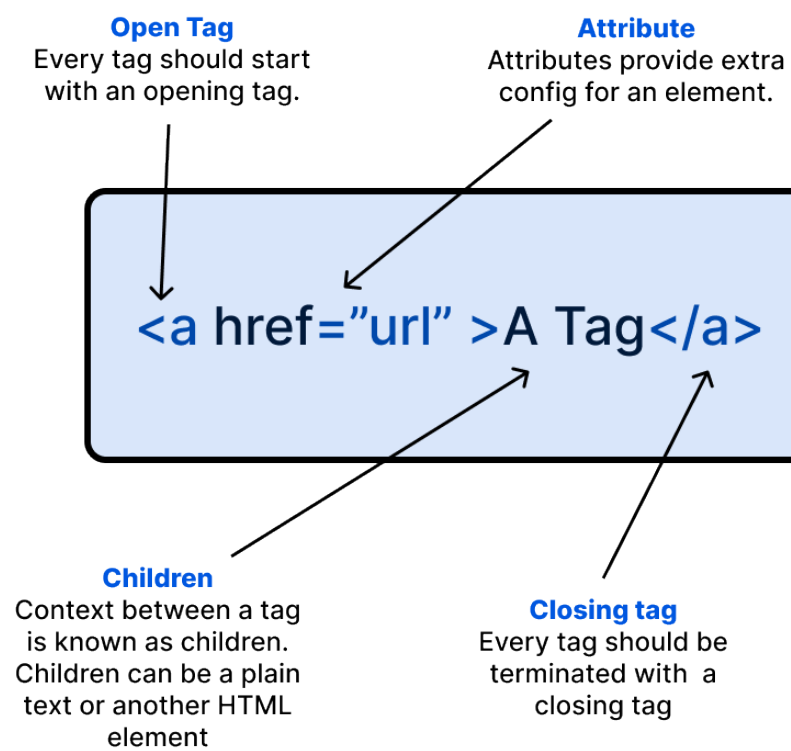 Open Tag
Every tag should start
with an opening tag.
Attribute
Attributes provide extra
config for an element.
<a href=”url” >A Tag</a>
Children
Context between a tag
is known as children.
Children can be a plain
text or another HTML
element
Closing tag
Every tag should be
terminated with  a
closing tag